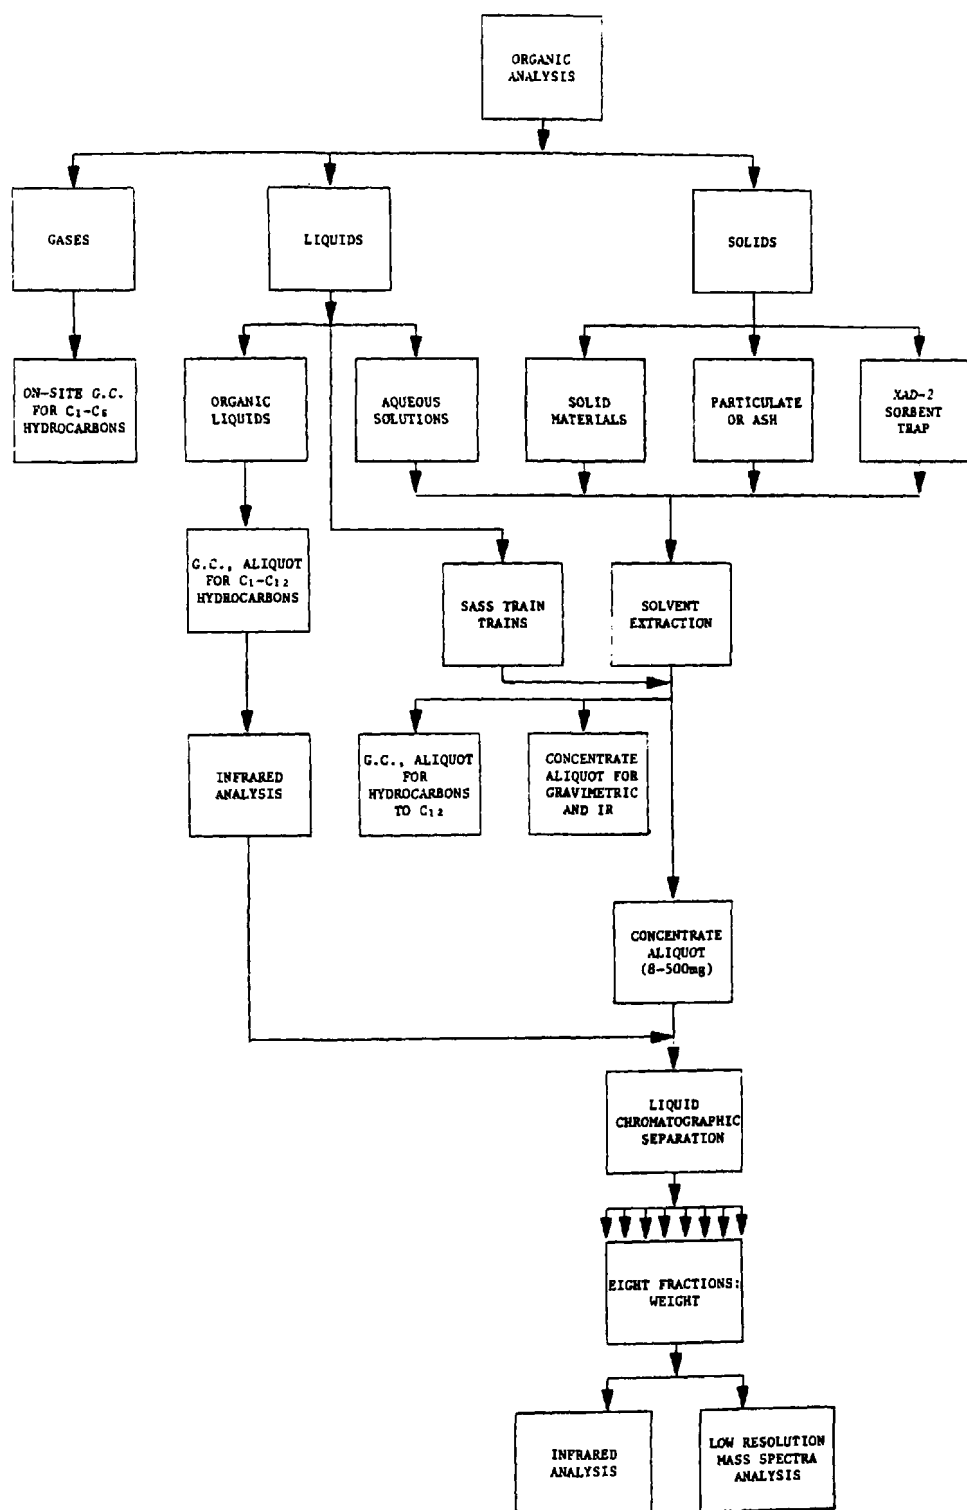 ORGANIC
ANALYSIS
GASES
LIQUIDS
SOLIDS
ON-SITE G.C.
FOR C₁-C₆
HYDROCARBONS
ORGANIC
LIQUIDS
AQUEOUS
SOLUTIONS
SOLID
MATERIALS
PARTICULATE
OR ASH
XAD-2
SORBENT
TRAP
G.C., ALIQUOT
FOR C₁-C₁₂
HYDROCARBONS
SASS TRAIN
TRAINS
SOLVENT
EXTRACTION
INFRARED
ANALYSIS
G.C., ALIQUOT
FOR
HYDROCARBONS
TO C₁₂
CONCENTRATE
ALIQUOT FOR
GRAVIMETRIC
AND IR
CONCENTRATE
ALIQUOT
(8-500mg)
LIQUID
CHROMATOGRAPHIC
SEPARATION
EIGHT FRACTIONS:
WEIGHT
INFRARED
ANALYSIS
LOW RESOLUTION
MASS SPECTRA
ANALYSIS